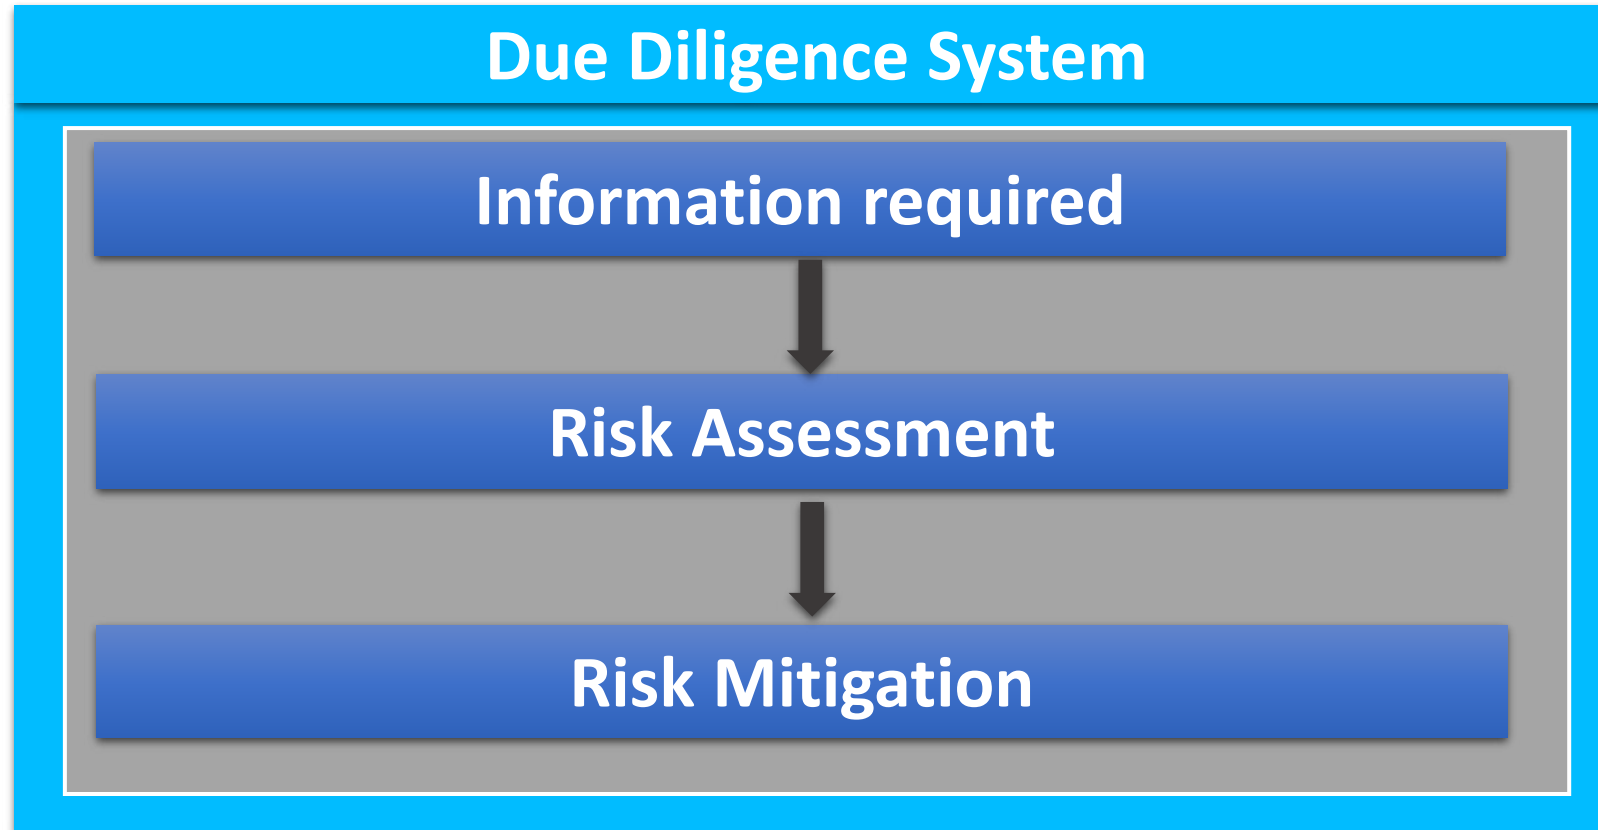 Due Diligence System
Information required
Risk Assessment
Risk Mitigation